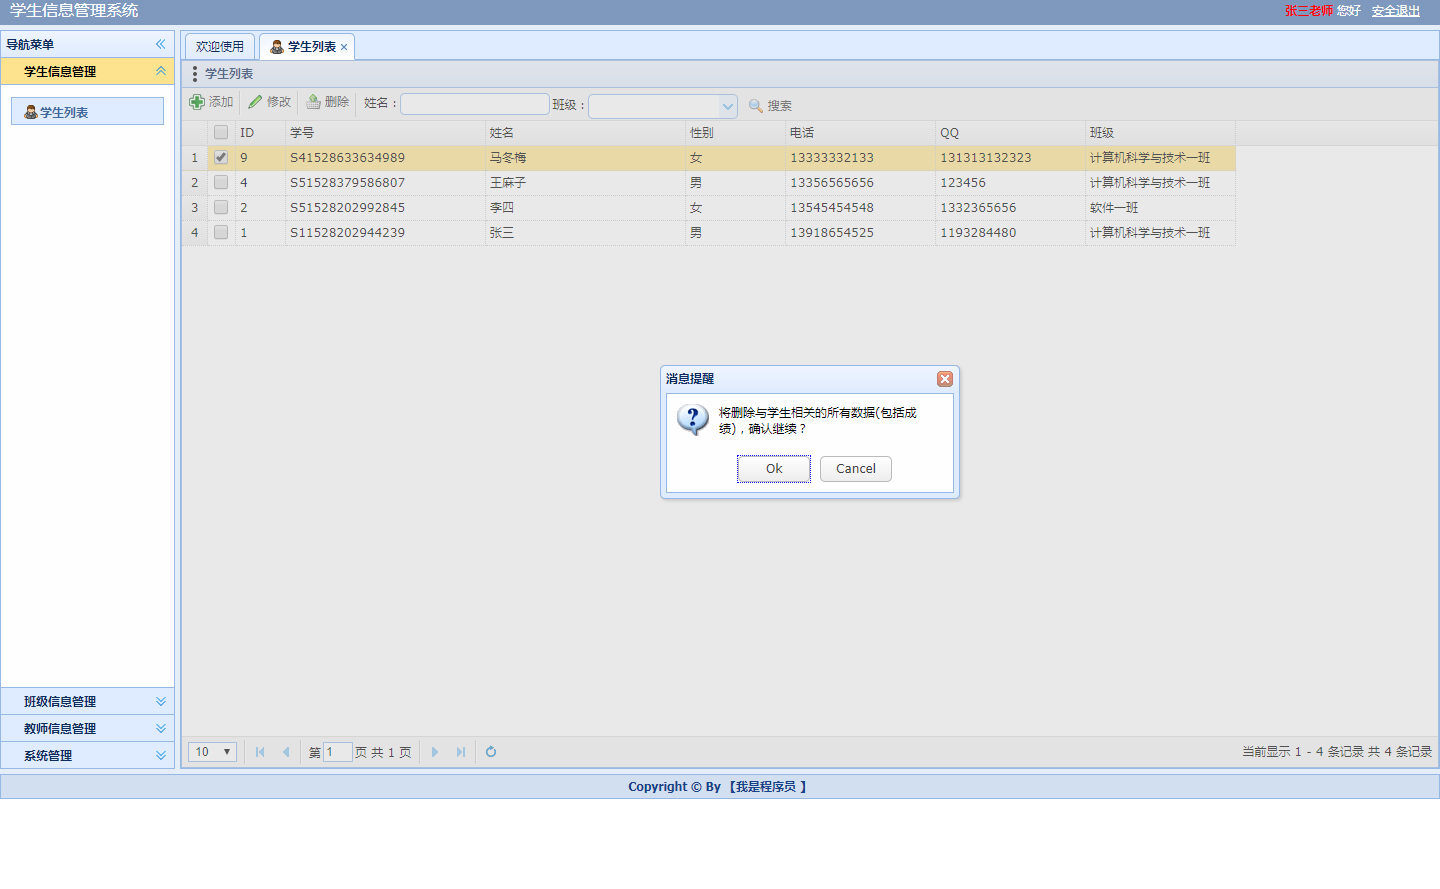 学生信息管理系统
张三老师 您好 安全退出
导航菜单
欢迎使用
学生列表
学生信息管理
学生列表
学生列表
添加 修改 删除 姓名： 班级： 搜索
ID 学号 姓名 性别 电话 QQ 班级
1 9 S41528633634989 马冬梅 女 13333332133 131313132323 计算机科学与技术一班
2 4 S51528379586807 王麻子 男 13356565656 123456 计算机科学与技术一班
3 2 S51528202992845 李四 女 13545454548 1332365656 软件一班
4 1 S11528202944239 张三 男 13918654525 1193284480 计算机科学与技术一班
消息提醒
将删除与学生相关的所有数据(包括成
绩)，确认继续？
Ok Cancel
班级信息管理
教师信息管理
系统管理
10 第 1 页 共 1 页 当前显示 1 - 4 条记录 共 4 条记录
Copyright © By 【我是程序员 】